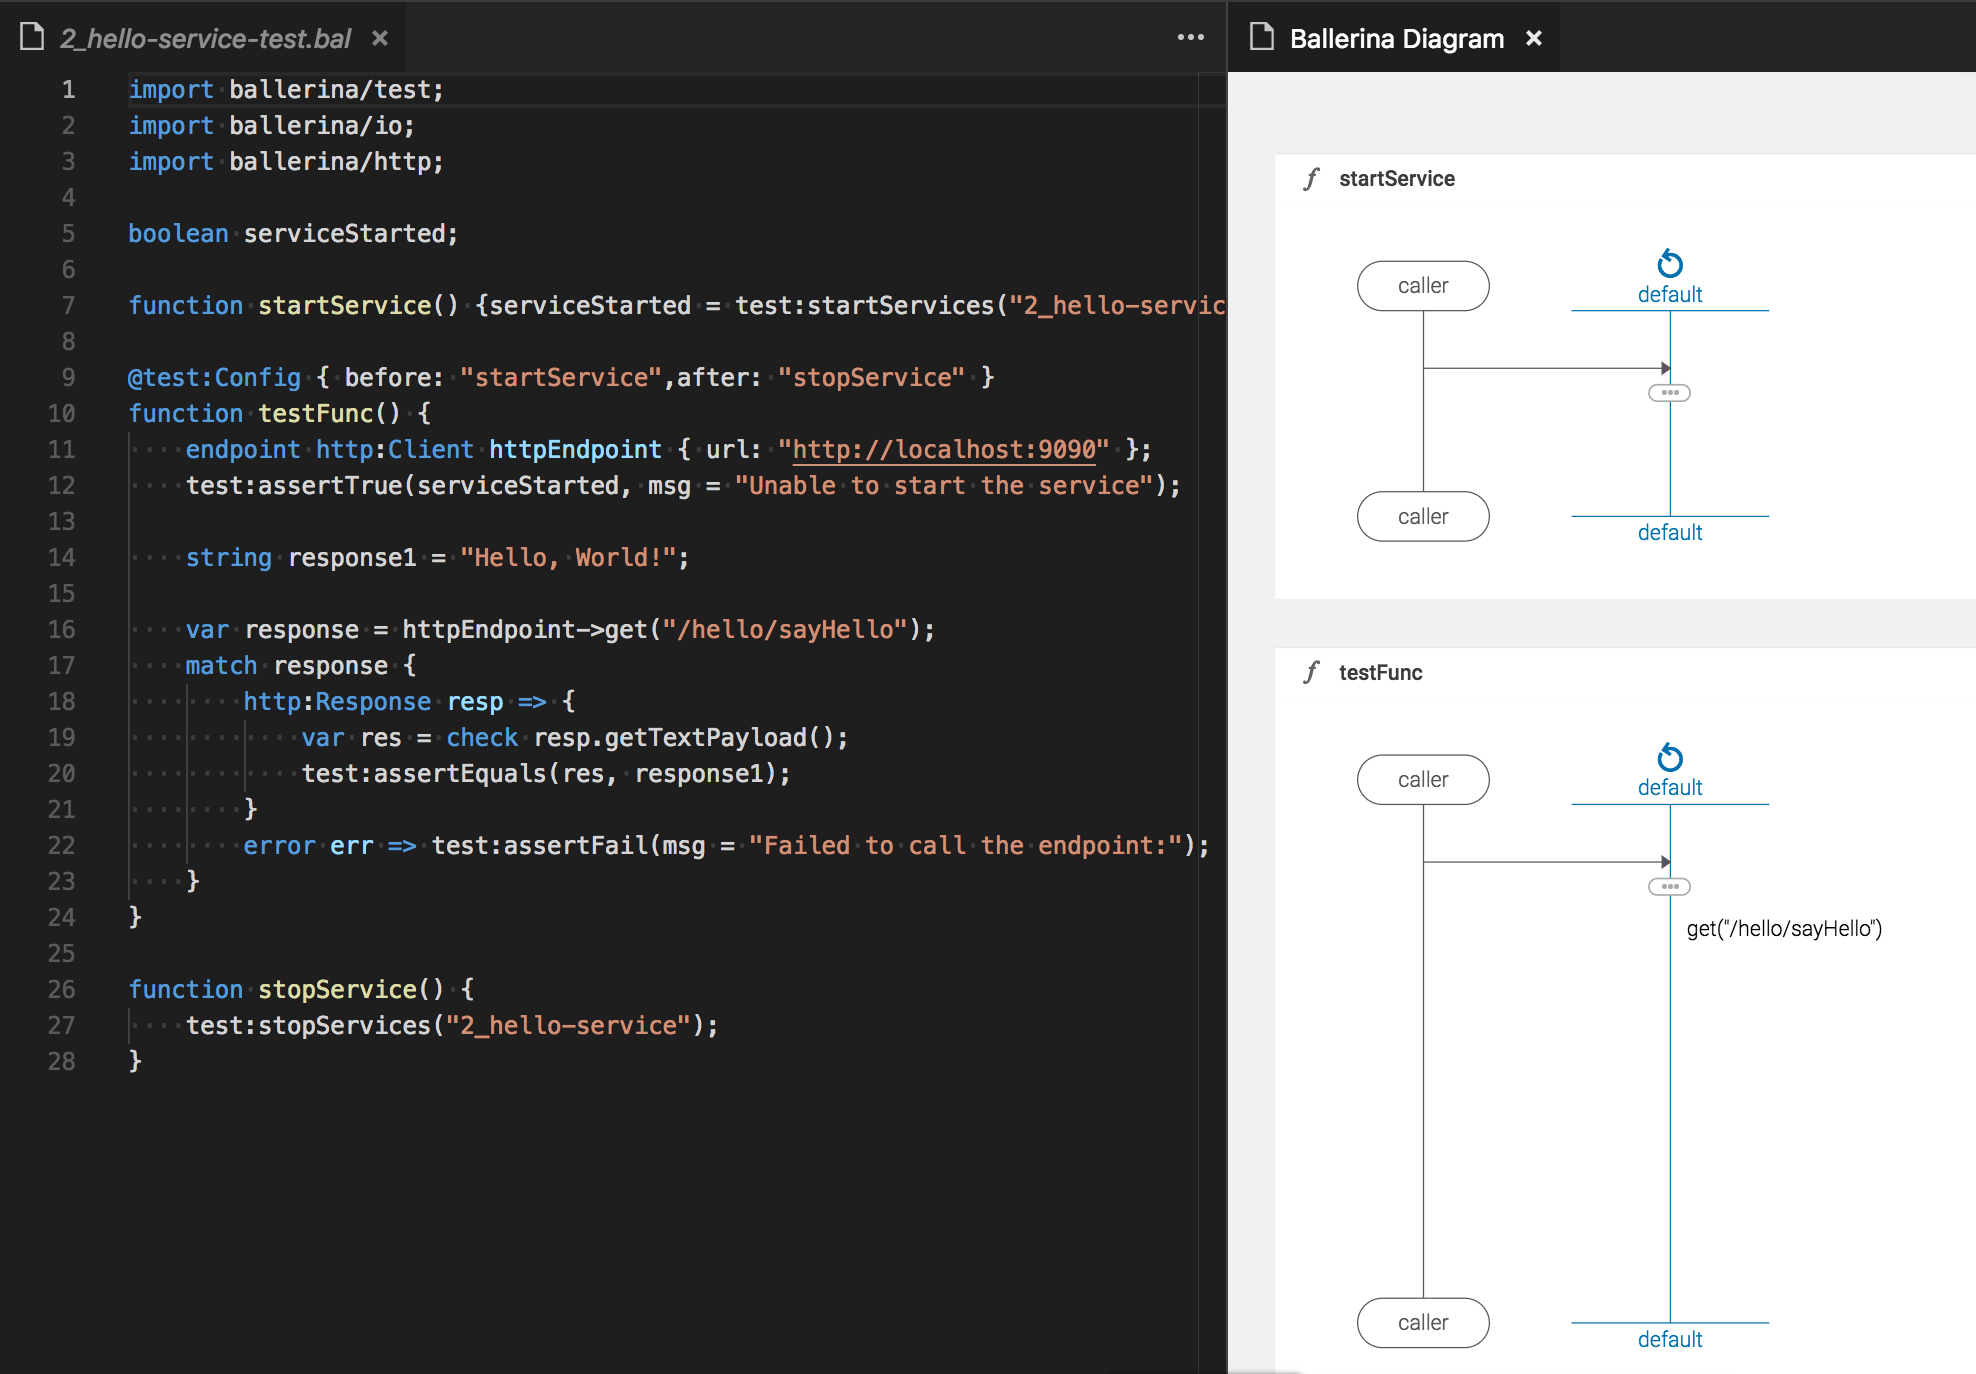 2_hello-service-test.bal
1 import ballerina/test;
2 import ballerina/io;
3 import ballerina/http;
4
5 boolean serviceStarted;
6
7 function startService() {serviceStarted = test:startServices("2_hello-servic
8
9 @test:Config { before: "startService",after: "stopService" }
10 function testFunc() {
11     endpoint http:Client httpEndpoint { url: "http://localhost:9090" };
12     test:assertTrue(serviceStarted, msg = "Unable to start the service");
13
14     string response1 = "Hello, World!";
15
16     var response = httpEndpoint->get("/hello/sayHello");
17     match response {
18         http:Response resp => {
19             var res = check resp.getTextPayload();
20             test:assertEquals(res, response1);
21         }
22         error err => test:assertFail(msg = "Failed to call the endpoint:");
23     }
24 }
25
26 function stopService() {
27     test:stopServices("2_hello-service");
28 }
Ballerina Diagram
startService
caller
default
caller
default
testFunc
caller
default
get("/hello/sayHello")
caller
default